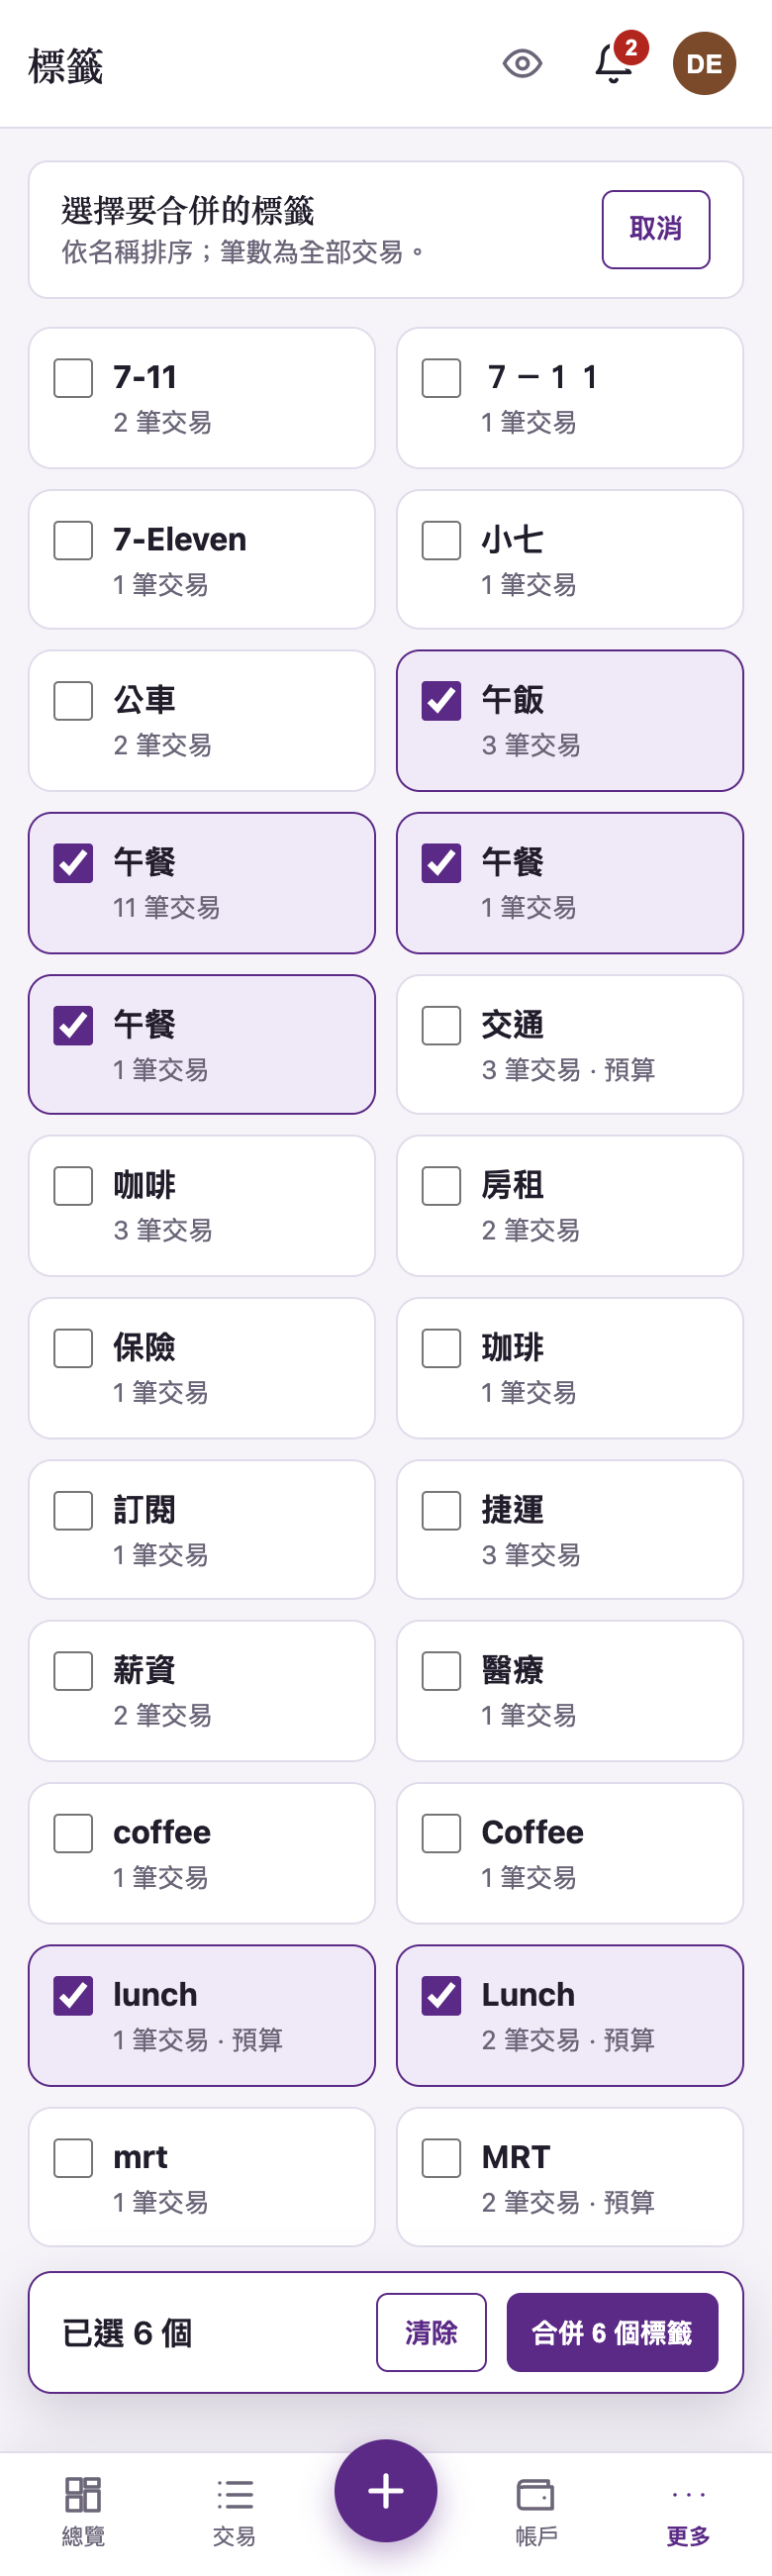 標籤
2
DE
選擇要合併的標籤
依名稱排序；筆數為全部交易。
取消
7-11
2 筆交易
７－１１
1 筆交易
7-Eleven
1 筆交易
小七
1 筆交易
公車
2 筆交易
午飯
3 筆交易
午餐
11 筆交易
午餐
1 筆交易
午餐
1 筆交易
交通
3 筆交易 · 預算
咖啡
3 筆交易
房租
2 筆交易
保險
1 筆交易
珈琲
1 筆交易
訂閱
1 筆交易
捷運
3 筆交易
薪資
2 筆交易
醫療
1 筆交易
coffee
1 筆交易
Coffee
1 筆交易
lunch
1 筆交易 · 預算
Lunch
2 筆交易 · 預算
mrt
1 筆交易
MRT
2 筆交易 · 預算
已選 6 個
清除
合併 6 個標籤
總覽
交易
帳戶
更多